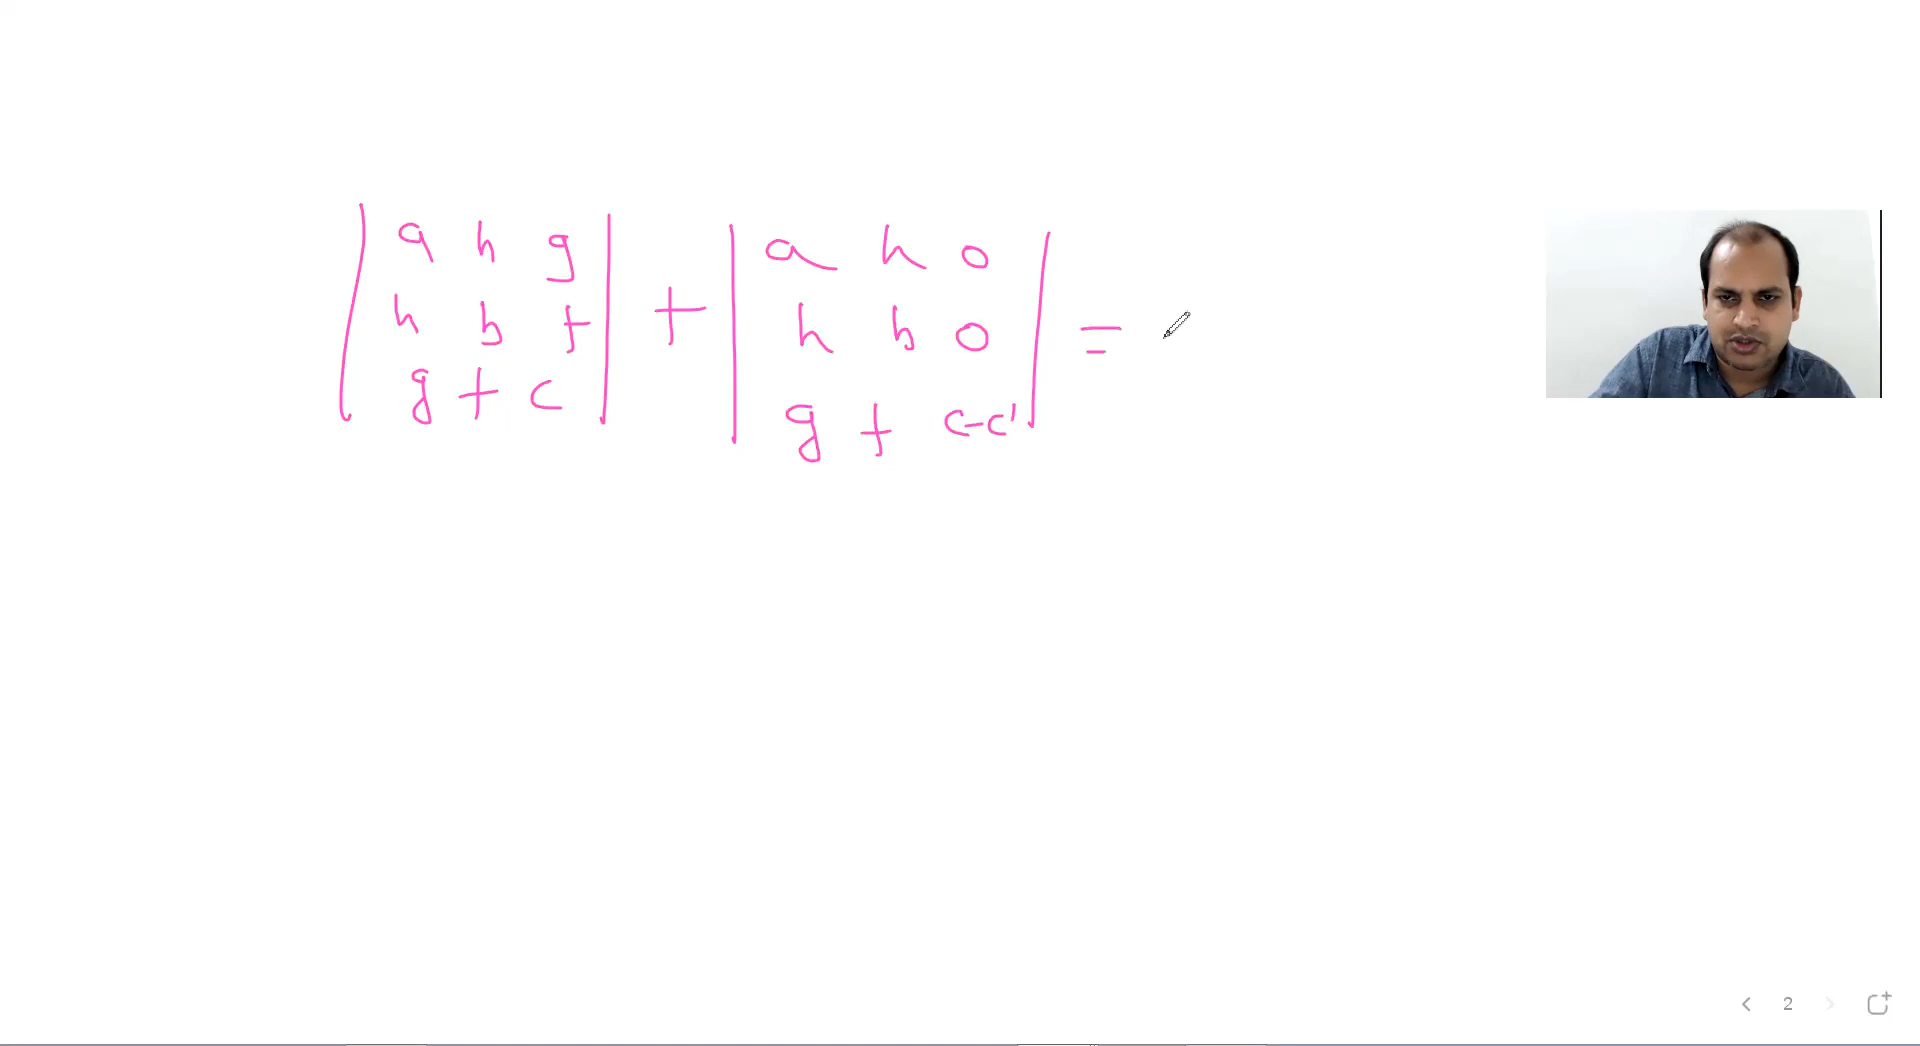 | a h g | + | a h 0 | =
| h b f | | h b 0 |
| g f c | | g f c-c' |
2